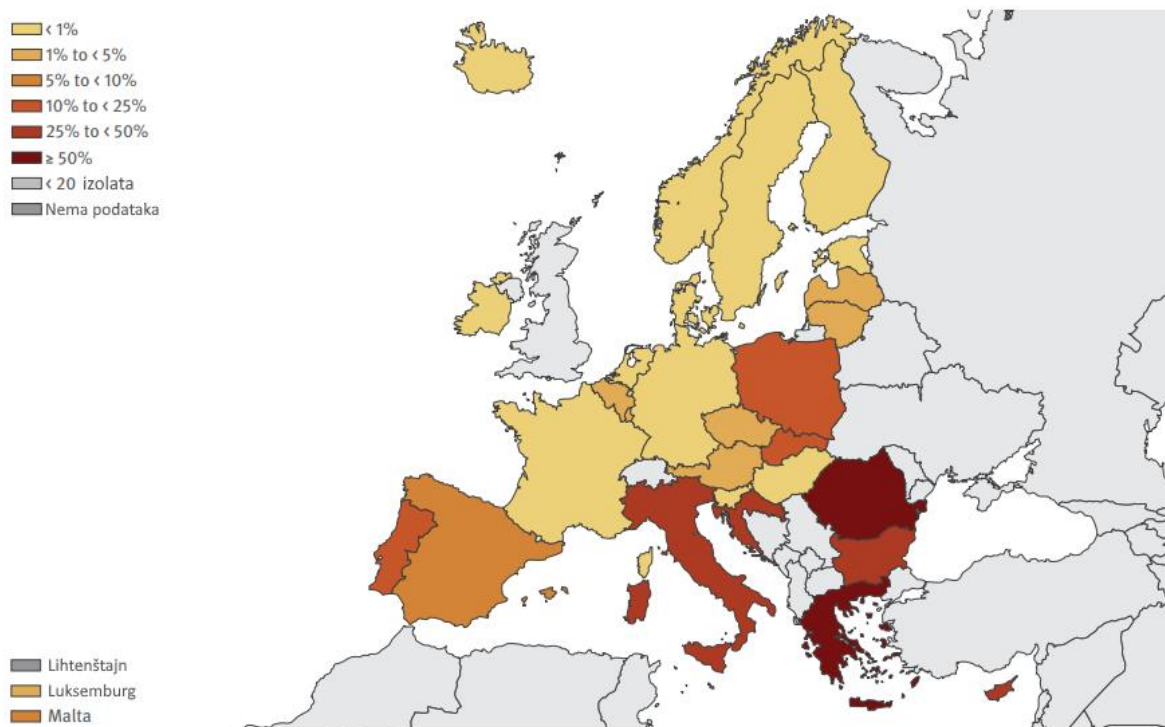 < 1%
1% to < 5%
5% to < 10%
10% to < 25%
25% to < 50%
≥ 50%
< 20 izolata
Nema podataka
Lihtenštajn
Luksemburg
Malta